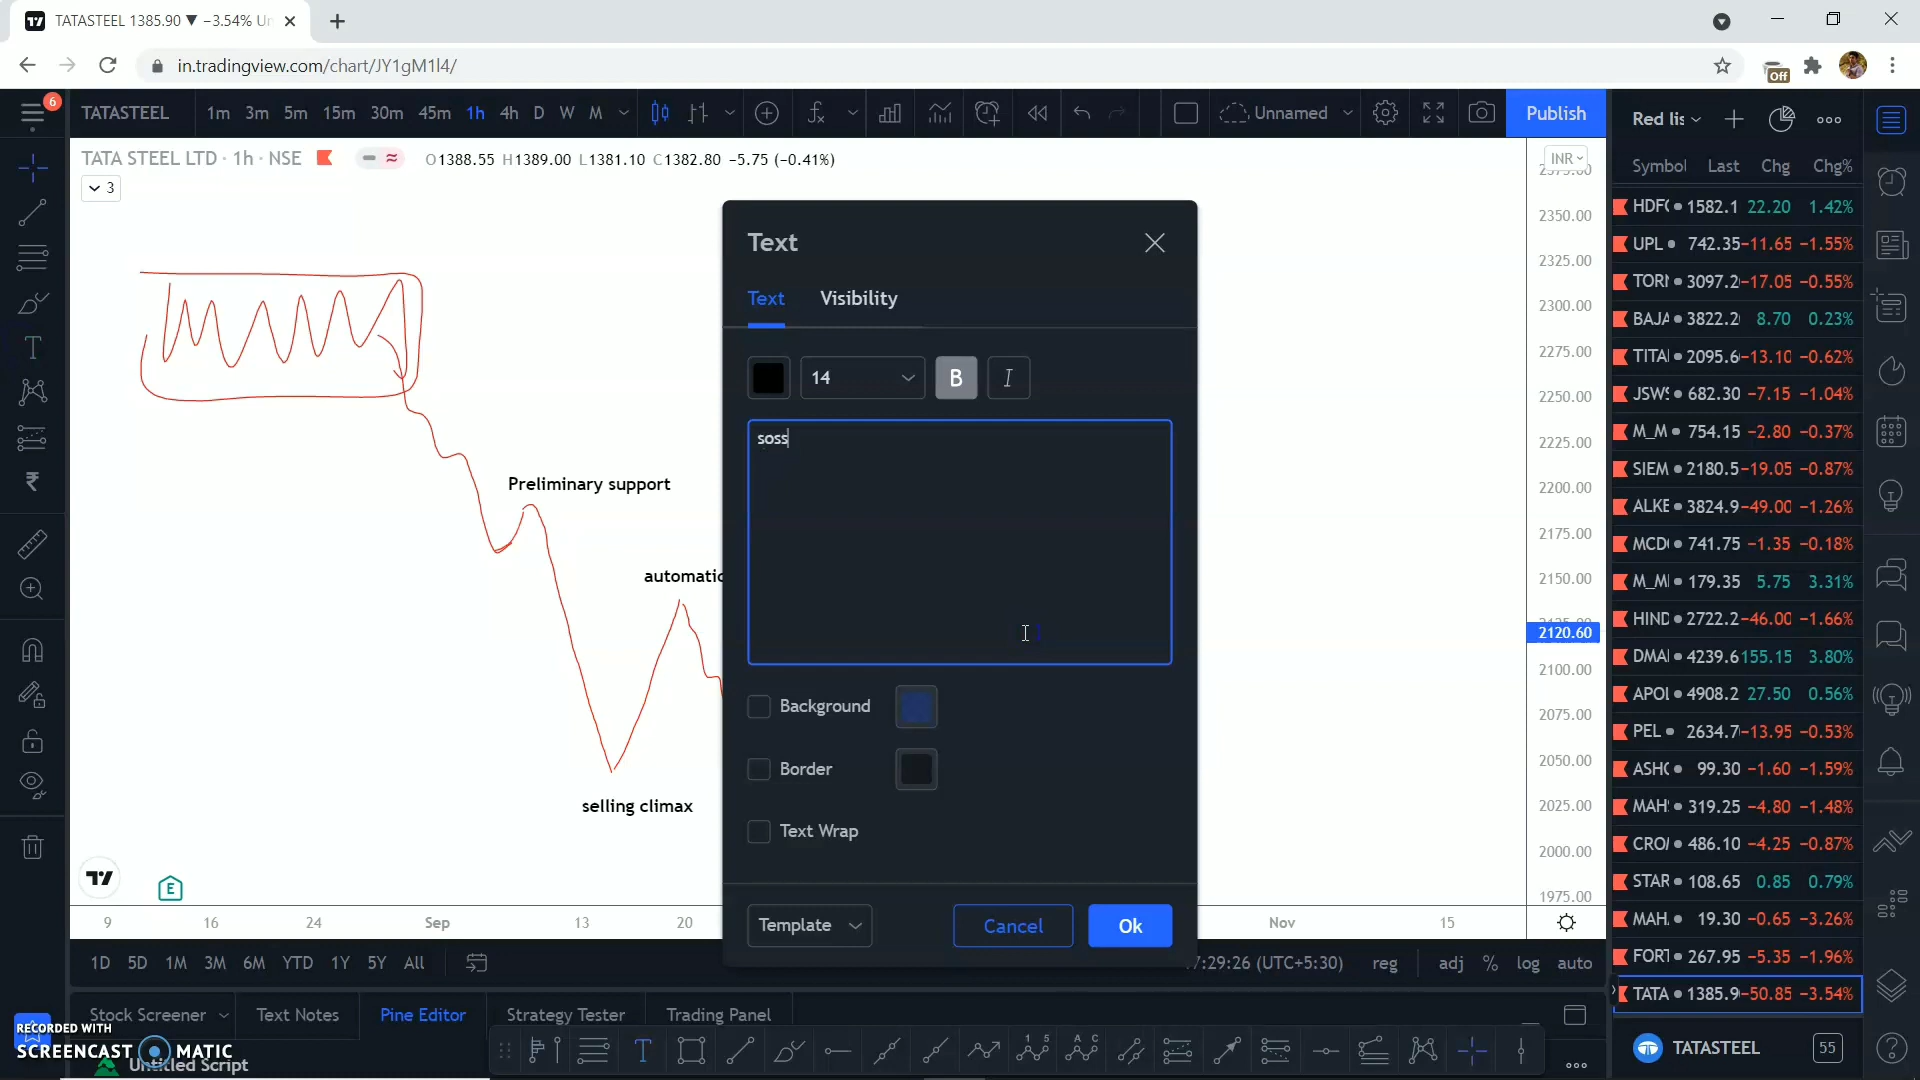 TATASTEEL 1385.90 ▼ −3.54% Un
in.tradingview.com/chart/JY1gM1l4/
Off
6
TATASTEEL 1m 3m 5m 15m 30m 45m 1h 4h D W M Unnamed Publish
Red lis
TATA STEEL LTD · 1h · NSE O1388.55 H1389.00 L1381.10 C1382.80 −5.75 (−0.41%)
3
INR
Symbol Last Chg Chg%
HDF( 1582.1 22.20 1.42%
UPL 742.35 −11.65 −1.55%
TORI 3097.2 −17.05 −0.55%
BAJA 3822.2 8.70 0.23%
TITAI 2095.6 −13.10 −0.62%
JSWS 682.30 −7.15 −1.04%
M_M 754.15 −2.80 −0.37%
SIEM 2180.5 −19.05 −0.87%
ALKE 3824.9 −49.00 −1.26%
MCDI 741.75 −1.35 −0.18%
M_MI 179.35 5.75 3.31%
HIND 2722.2 −46.00 −1.66%
DMAI 4239.6 155.15 3.80%
APOL 4908.2 27.50 0.56%
PEL 2634.7 −13.95 −0.53%
ASH( 99.30 −1.60 −1.59%
MAH 319.25 −4.80 −1.48%
CRO/ 486.10 −4.25 −0.87%
STAR 108.65 0.85 0.79%
MAH. 19.30 −0.65 −3.26%
FORT 267.95 −5.35 −1.96%
TATA 1385.9 −50.85 −3.54%
TATASTEEL 55
2375.00
2350.00
2325.00
2300.00
2275.00
2250.00
2225.00
2200.00
2175.00
2150.00
2120.60
2100.00
2075.00
2050.00
2025.00
2000.00
1975.00
Preliminary support
automatic
selling climax
Text
Text Visibility
14 B I
soss
Background
Border
Text Wrap
Template Cancel Ok
E
9 16 24 Sep 13 20 Nov 15
1D 5D 1M 3M 6M YTD 1Y 5Y All 7:29:26 (UTC+5:30) reg adj % log auto
Stock Screener Text Notes Pine Editor Strategy Tester Trading Panel
RECORDED WITH
SCREENCAST MATIC
Untitled Script